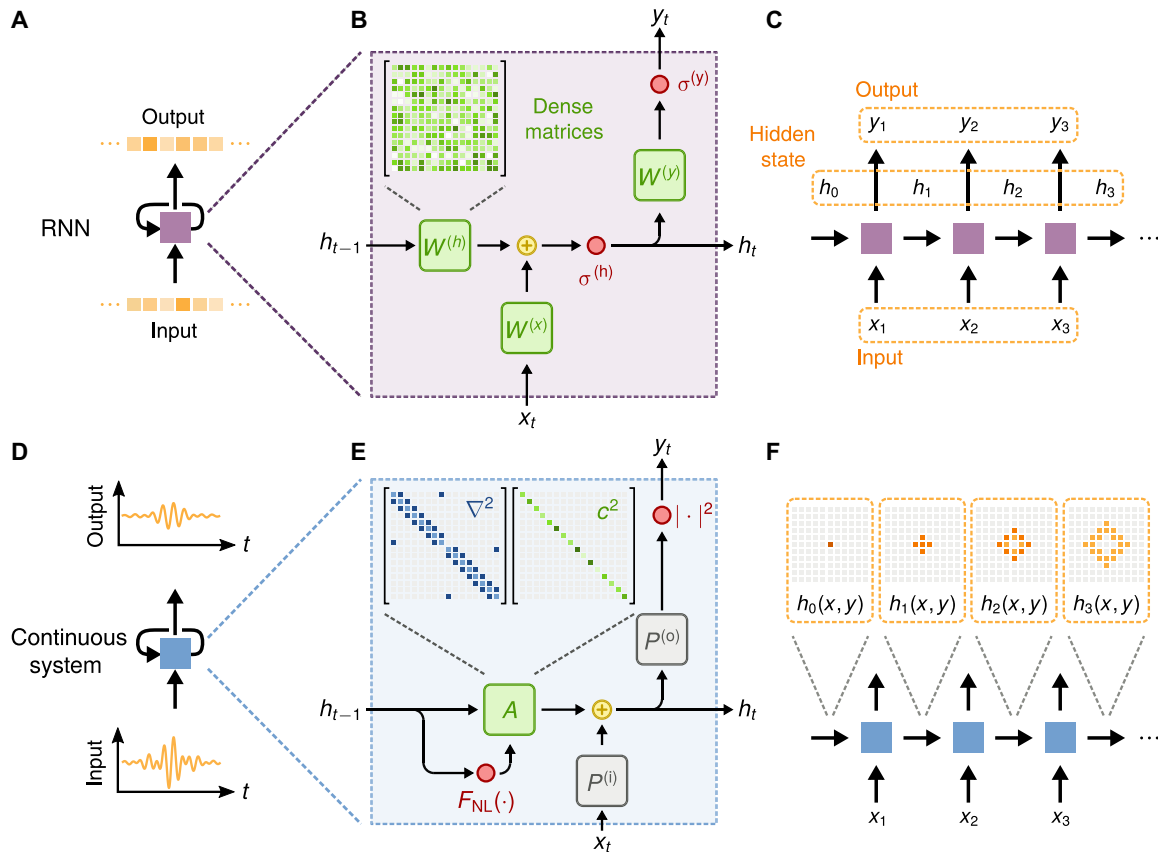 A
Output
RNN
Input
B
y_t
σ^(y)
Dense
matrices
W^(y)
h_{t−1}
W^(h)
+
σ^(h)
h_t
W^(x)
x_t
C
Output
y_1 y_2 y_3
Hidden
state
h_0 h_1 h_2 h_3
...
x_1 x_2 x_3
Input
D
Output
t
Continuous
system
Input
t
E
y_t
∇^2
c^2
| · |^2
P^(o)
h_{t−1}
A
+
h_t
F_NL(·)
P^(i)
x_t
F
h_0(x, y) h_1(x, y) h_2(x, y) h_3(x, y)
...
x_1 x_2 x_3